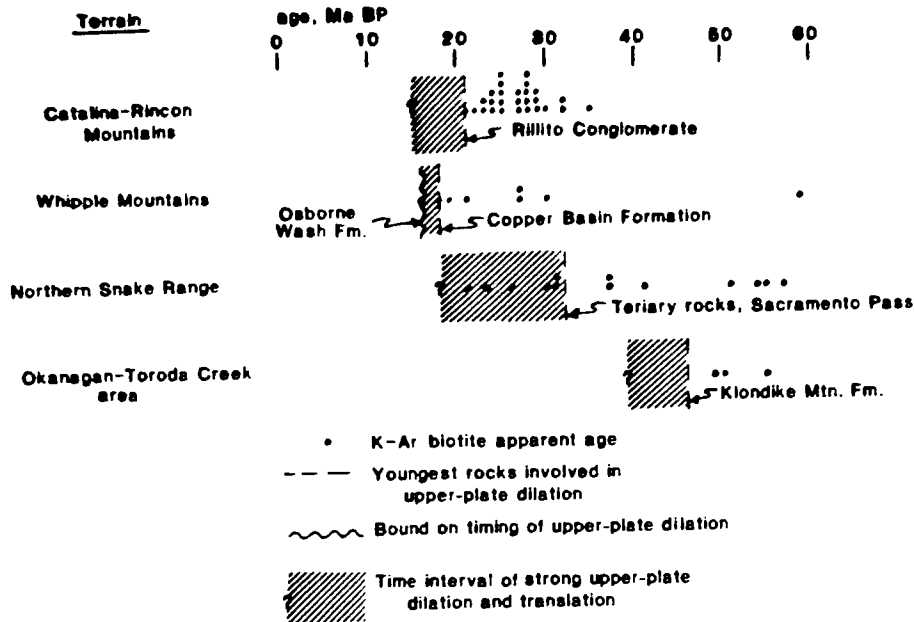 Terrain
age, Ma BP
0 10 20 30 40 50 60
Catalina-Rincon
Mountains
Rillito Conglomerate
Whipple Mountains
Osborne
Wash Fm.
Copper Basin Formation
Northern Snake Range
Teriary rocks, Sacramento Pass
Okanagan-Toroda Creek
area
Klondike Mtn. Fm.
K-Ar biotite apparent age
Youngest rocks involved in
upper-plate dilation
Bound on timing of upper-plate dilation
Time interval of strong upper-plate
dilation and translation